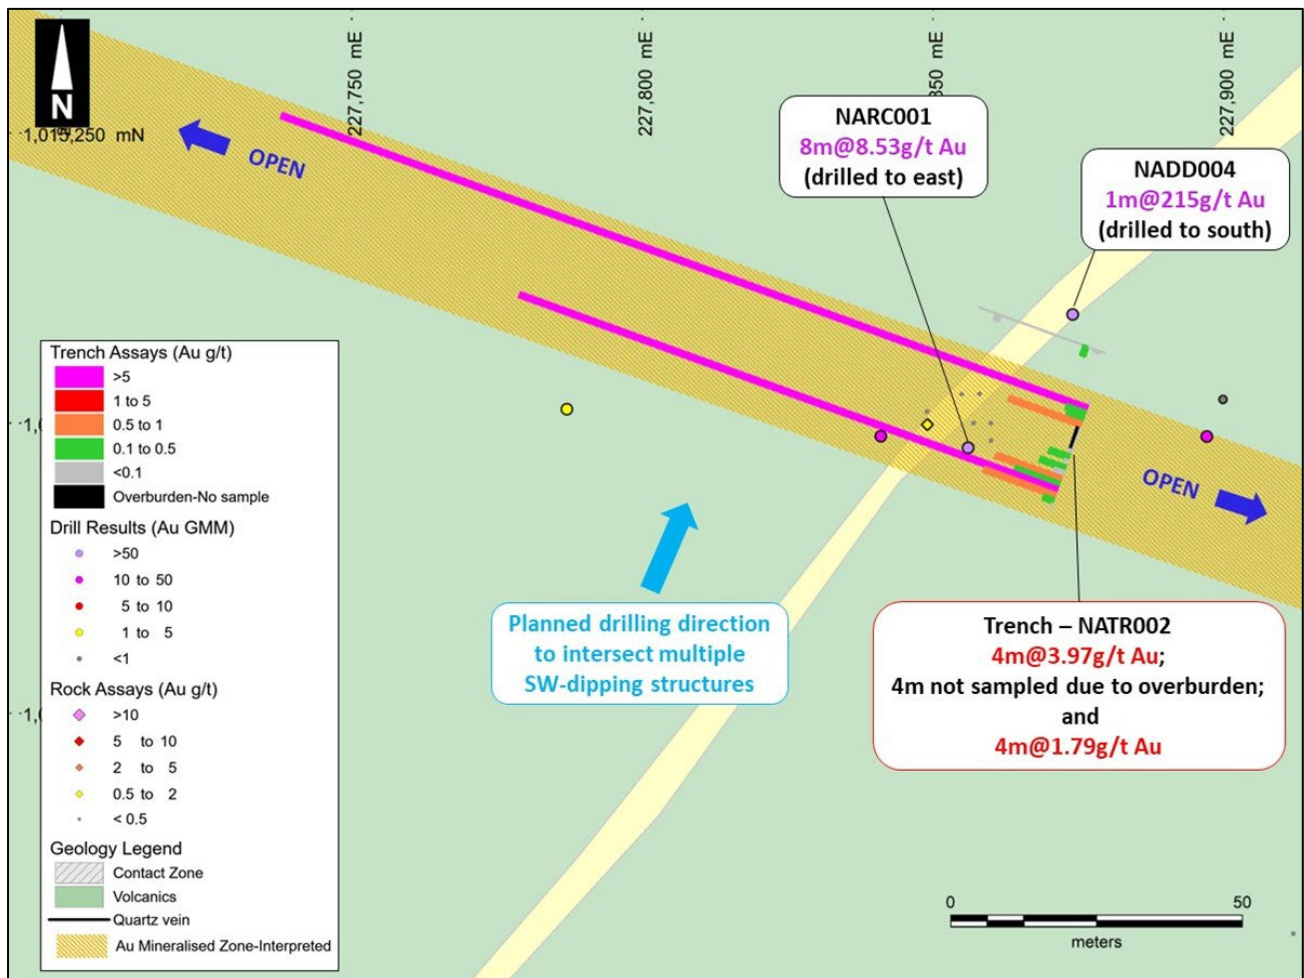 N
227,750 mE
227,800 mE
850 mE
227,900 mE
1,015,250 mN
OPEN
NARC001
8m@8.53g/t Au
(drilled to east)
NADD004
1m@215g/t Au
(drilled to south)
OPEN
Planned drilling direction
to intersect multiple
SW-dipping structures
Trench – NATR002
4m@3.97g/t Au;
4m not sampled due to overburden;
and
4m@1.79g/t Au
Trench Assays (Au g/t)
>5
1 to 5
0.5 to 1
0.1 to 0.5
<0.1
Overburden-No sample
Drill Results (Au GMM)
>50
10 to 50
5 to 10
1 to 5
<1
Rock Assays (Au g/t)
>10
5 to 10
2 to 5
0.5 to 2
< 0.5
Geology Legend
Contact Zone
Volcanics
Quartz vein
Au Mineralised Zone-Interpreted
0 50
meters